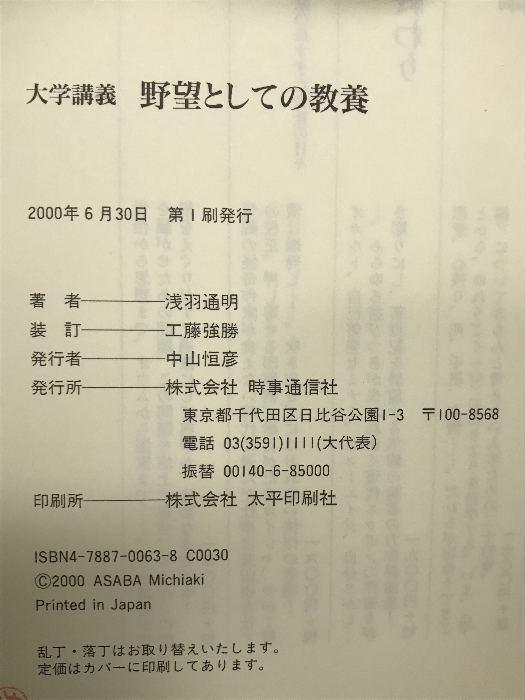 大学講義 野望としての教養
2000年6月30日 第1刷発行
著者────浅羽通明
装訂────工藤強勝
発行者────中山恒彦
発行所────株式会社 時事通信社
東京都千代田区日比谷公園1-3 〒100-8568
電話 03(3591)1111(大代表)
振替 00140-6-85000
印刷所────株式会社 太平印刷社
ISBN4-7887-0063-8 C0030
©2000 ASABA Michiaki
Printed in Japan
乱丁・落丁はお取り替えいたします。
定価はカバーに印刷してあります。